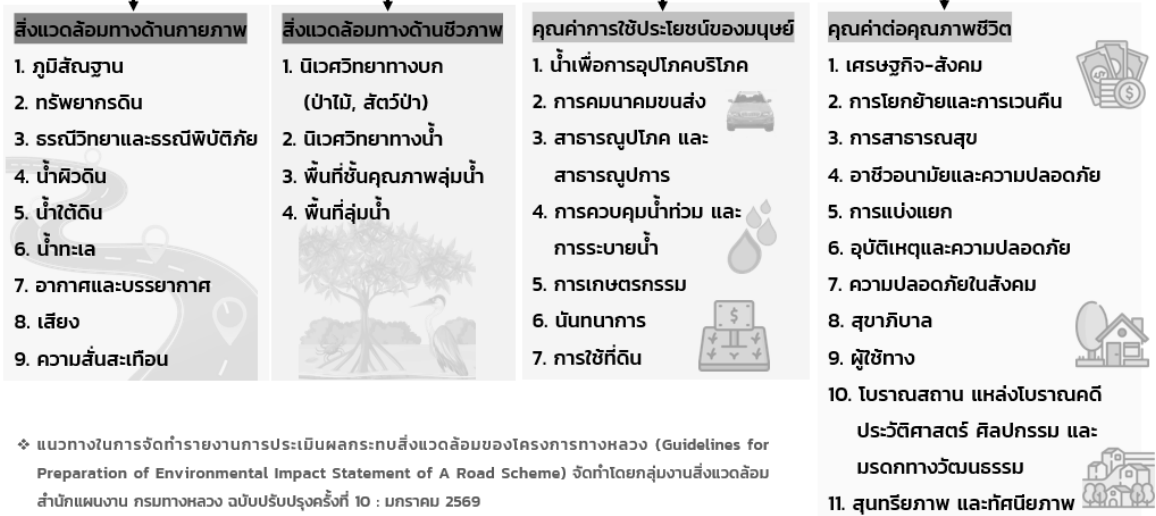 สิ่งแวดล้อมทางด้านกายภาพ
1. ภูมิสัณฐาน
2. ทรัพยากรดิน
3. ธรณีวิทยาและธรณีพิบัติภัย
4. น้ำผิวดิน
5. น้ำใต้ดิน
6. น้ำทะเล
7. อากาศและบรรยากาศ
8. เสียง
9. ความสั่นสะเทือน
สิ่งแวดล้อมทางด้านชีวภาพ
1. นิเวศวิทยาทางบก
(ป่าไม้, สัตว์ป่า)
2. นิเวศวิทยาทางน้ำ
3. พื้นที่ชั้นคุณภาพลุ่มน้ำ
4. พื้นที่ลุ่มน้ำ
คุณค่าการใช้ประโยชน์ของมนุษย์
1. น้ำเพื่อการอุปโภคบริโภค
2. การคมนาคมขนส่ง
3. สาธารณูปโภค และ
สาธารณูปการ
4. การควบคุมน้ำท่วม และ
การระบายน้ำ
5. การเกษตรกรรม
6. นันทนาการ
7. การใช้ที่ดิน
คุณค่าต่อคุณภาพชีวิต
1. เศรษฐกิจ-สังคม
2. การโยกย้ายและการเวนคืน
3. การสาธารณสุข
4. อาชีวอนามัยและความปลอดภัย
5. การแบ่งแยก
6. อุบัติเหตุและความปลอดภัย
7. ความปลอดภัยในสังคม
8. สุขาภิบาล
9. ผู้ใช้ทาง
10. โบราณสถาน แหล่งโบราณคดี
ประวัติศาสตร์ ศิลปกรรม และ
มรดกทางวัฒนธรรม
11. สุนทรียภาพ และทัศนียภาพ
❖ แนวทางในการจัดทำรายงานการประเมินผลกระทบสิ่งแวดล้อมของโครงการทางหลวง (Guidelines for
Preparation of Environmental Impact Statement of A Road Scheme) จัดทำโดยกลุ่มงานสิ่งแวดล้อม
สำนักแผนงาน กรมทางหลวง ฉบับปรับปรุงครั้งที่ 10 : มกราคม 2569